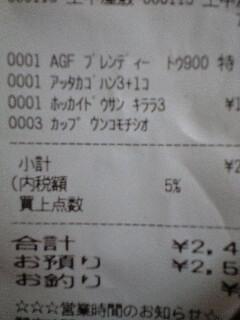 0001 AGF ﾌﾞﾚﾝﾃﾞｨｰ ﾄｳ900 特
0001 ｱｯﾀｶｺﾞﾊﾝ3+1ｺ
0001 ﾎｯｶｲﾄﾞｳｻﾝ ｷﾗﾗ3 ¥1
0003 ｶｯﾌﾟ ｳﾝｺﾓﾁｼｵ
小計 ¥2
(内税額 5%
買上点数
合計 ¥2,4
お預り ¥2,5
お釣り ¥
☆☆☆営業時間のお知らせ☆